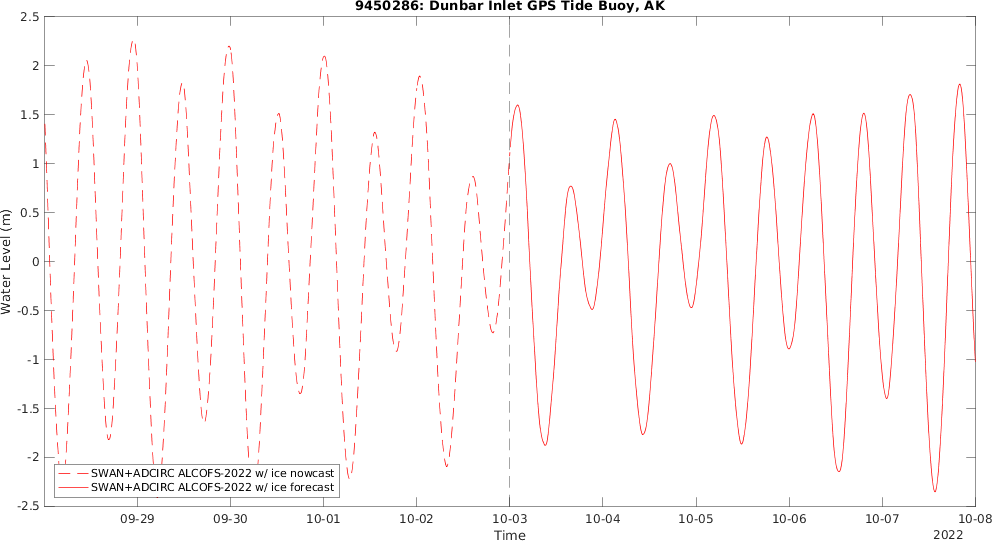 9450286: Dunbar Inlet GPS Tide Buoy, AK
Water Level (m)
2.5
2
1.5
1
0.5
0
-0.5
-1
-1.5
-2
-2.5
SWAN+ADCIRC ALCOFS-2022 w/ ice nowcast
SWAN+ADCIRC ALCOFS-2022 w/ ice forecast
09-29 09-30 10-01 10-02 10-03 10-04 10-05 10-06 10-07 10-08
Time
2022